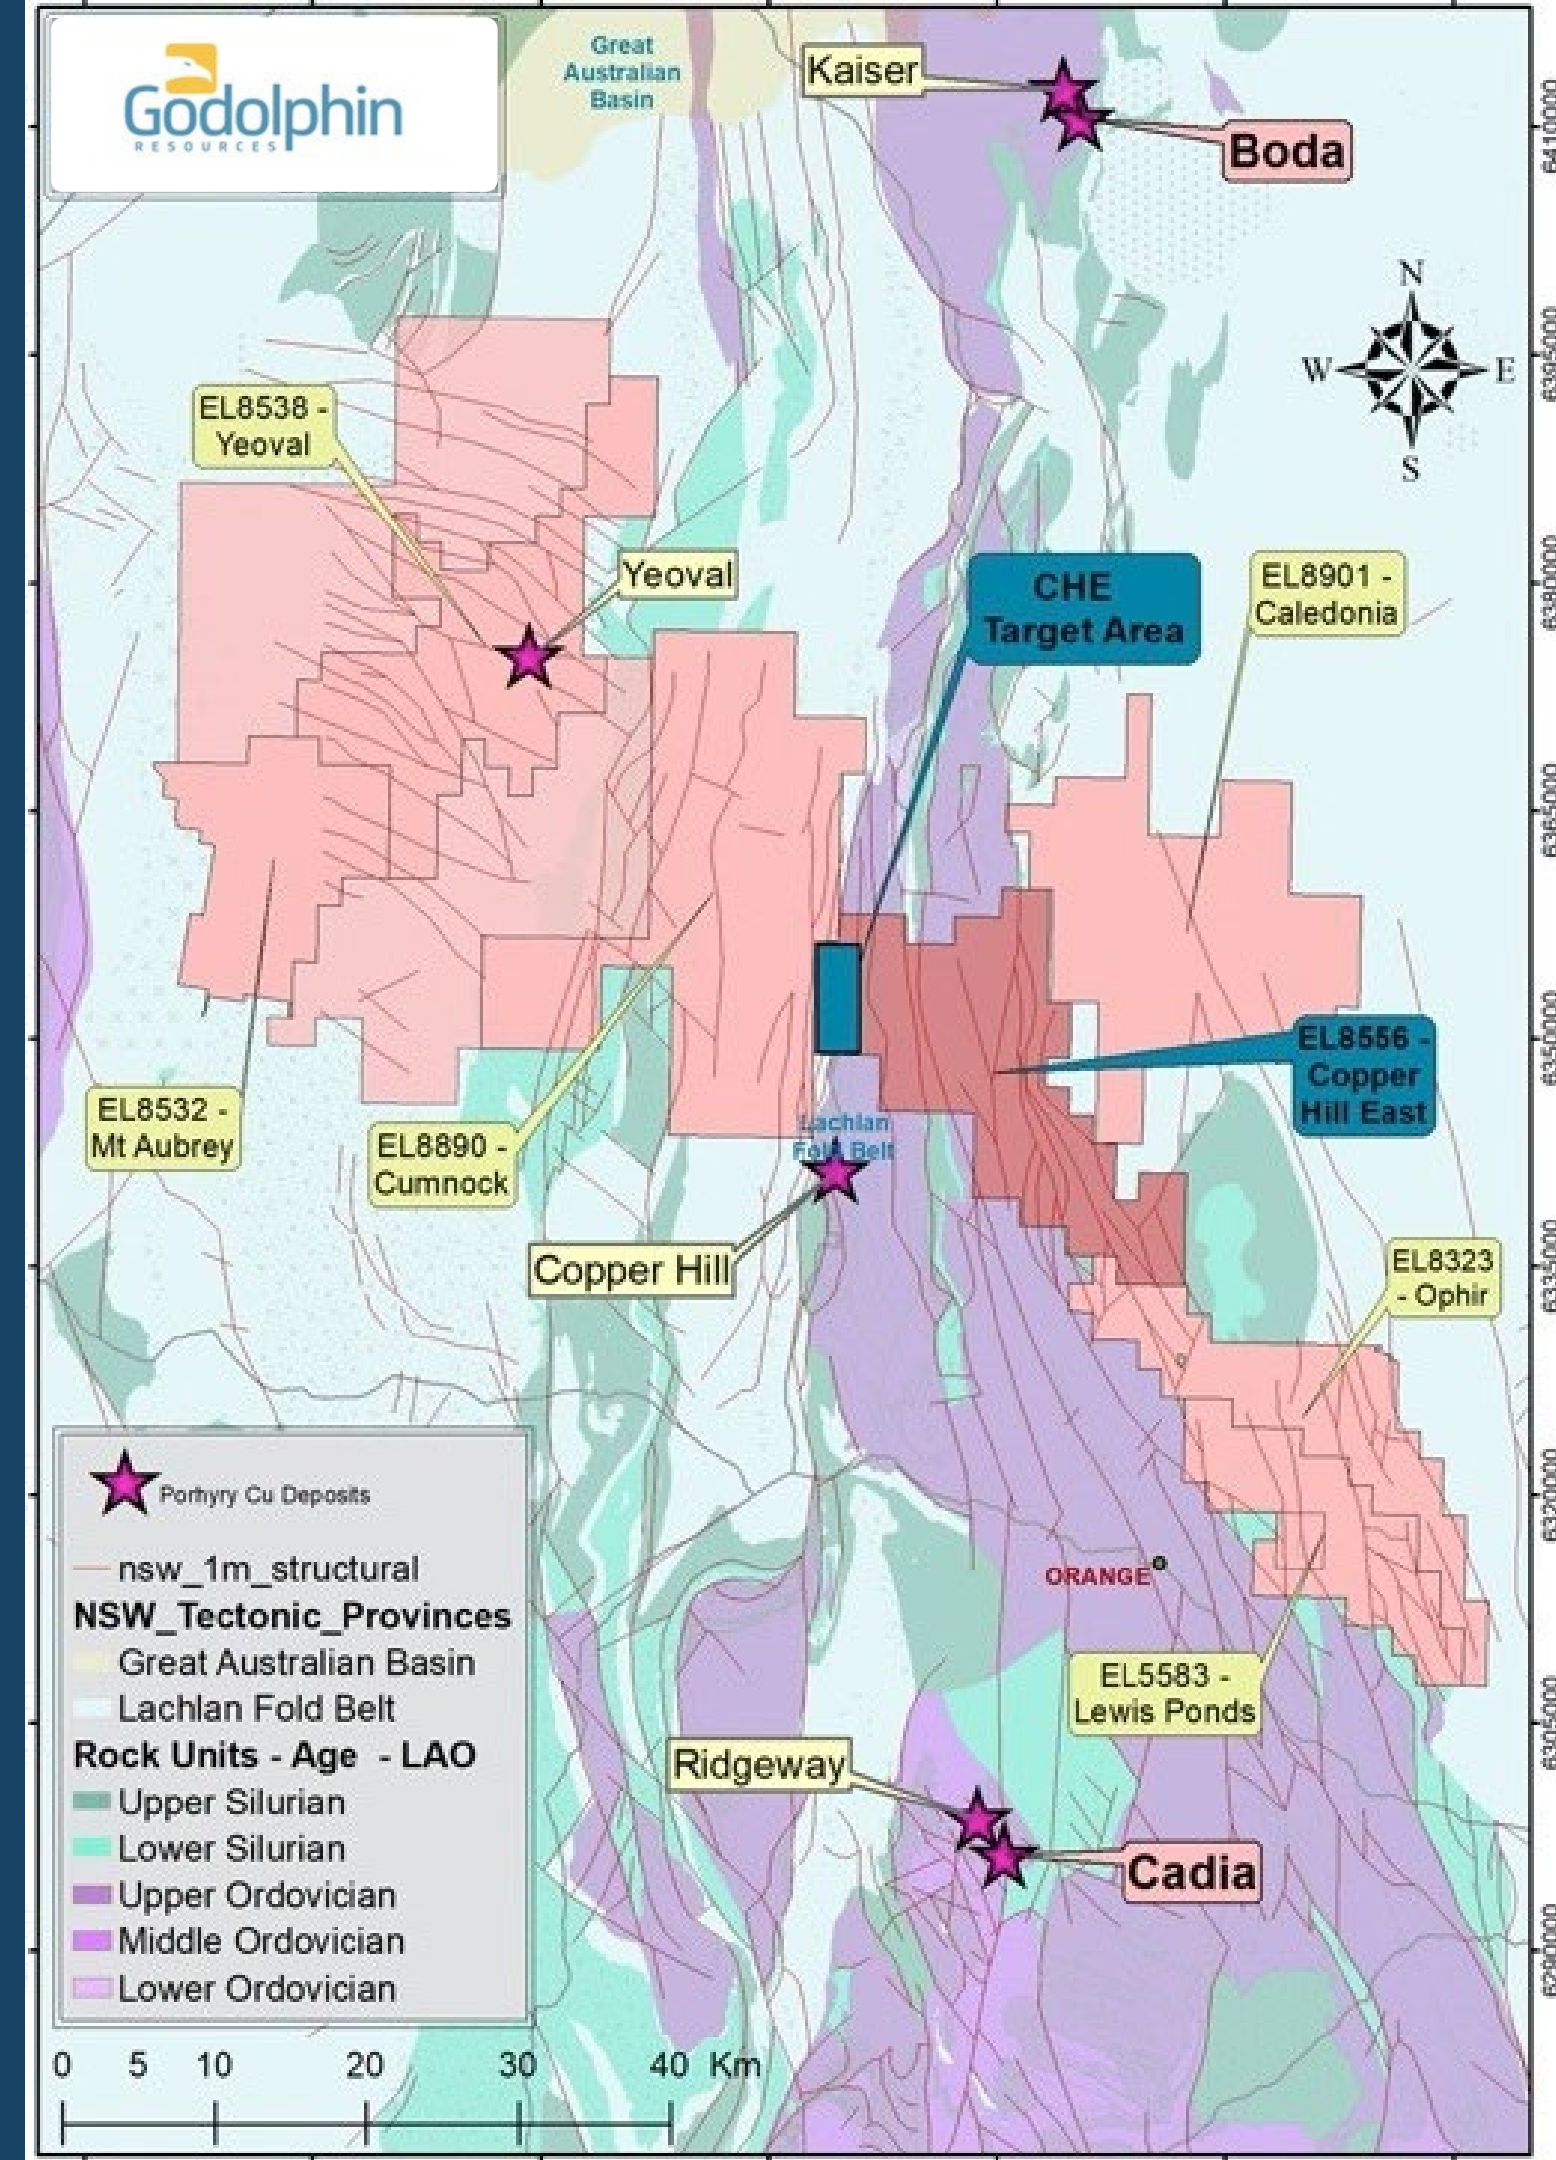 Godolphin
RESOURCES
Great
Australian
Basin
Kaiser
Boda
N
W
E
S
EL8538 -
Yeoval
Yeoval
CHE
Target Area
EL8901 -
Caledonia
EL8556 -
Copper
Hill East
EL8532 -
Mt Aubrey
EL8890 -
Cumnock
Lachlan
Fold Belt
Copper Hill
EL8323
- Ophir
ORANGE
EL5583 -
Lewis Ponds
Ridgeway
Cadia
Porhyry Cu Deposits
nsw_1m_structural
NSW_Tectonic_Provinces
Great Australian Basin
Lachlan Fold Belt
Rock Units - Age - LAO
Upper Silurian
Lower Silurian
Upper Ordovician
Middle Ordovician
Lower Ordovician
0 5 10 20 30 40 Km
6410000
6395000
6380000
6365000
6350000
6335000
6320000
6305000
6290000